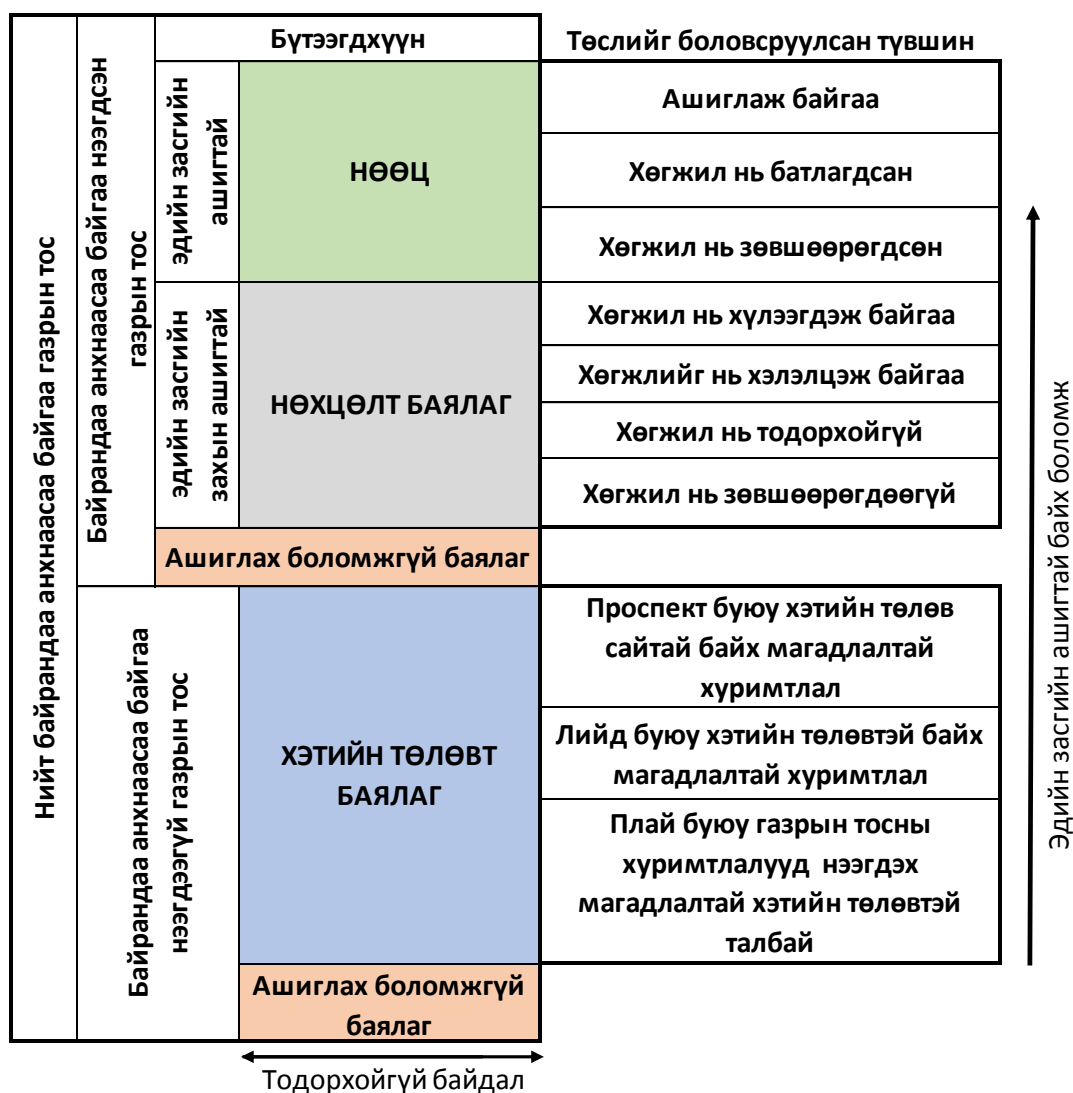 Нийт байрандаа анхнаасаа байгаа газрын тос
Байрандаа анхнаасаа байгаа нээгдсэн
газрын тос
Бүтээгдхүүн
Төслийг боловсруулсан түвшин
эдийн засгийн
ашигтай
НӨӨЦ
Ашиглаж байгаа
Хөгжил нь батлагдсан
Хөгжил нь зөвшөөрөгдсөн
эдийн засгийн
захын ашигтай
НӨХЦӨЛТ БАЯЛАГ
Хөгжил нь хүлээгдэж байгаа
Хөгжлийг нь хэлэлцэж байгаа
Хөгжил нь тодорхойгүй
Хөгжил нь зөвшөөрөгдөөгүй
Ашиглах боломжгүй баялаг
Байрандаа анхнаасаа байгаа
нээгдээгүй газрын тос
ХЭТИЙН ТӨЛӨВТ
БАЯЛАГ
Проспект буюу хэтийн төлөв
сайтай байх магадлалтай
хуримтлал
Лийд буюу хэтийн төлөвтэй байх
магадлалтай хуримтлал
Плай буюу газрын тосны
хуримтлалууд нээгдэх
магадлалтай хэтийн төлөвтэй
талбай
Ашиглах боломжгүй
баялаг
Тодорхойгүй байдал
Эдийн засгийн ашигтай байх боломж